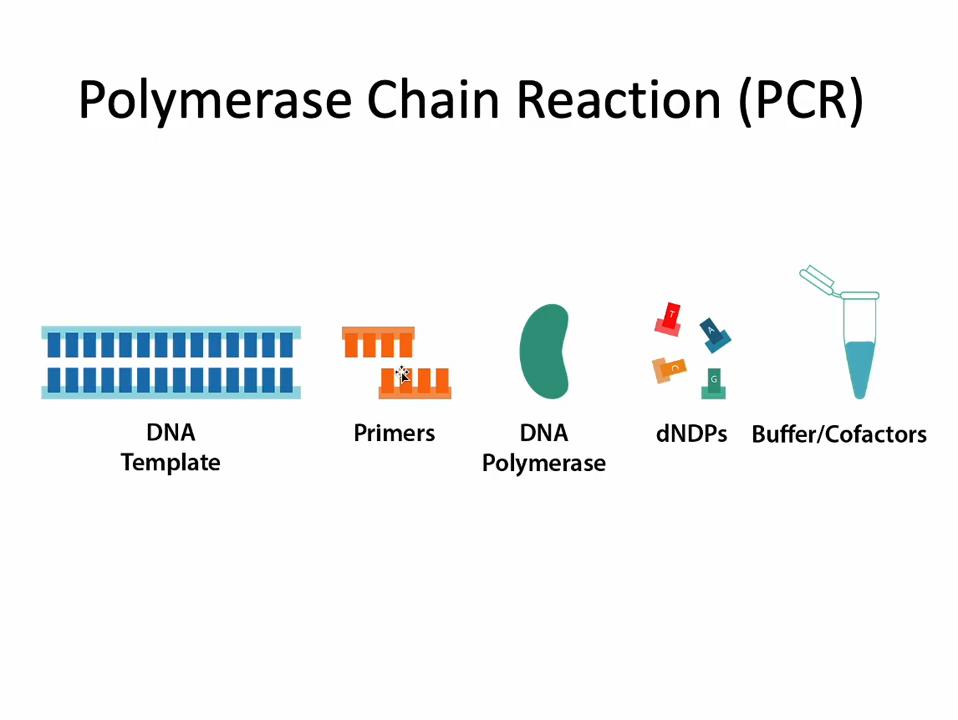 Polymerase Chain Reaction (PCR)
T
A
C
G
DNA
Template
Primers
DNA
Polymerase
dNDPs
Buffer/Cofactors